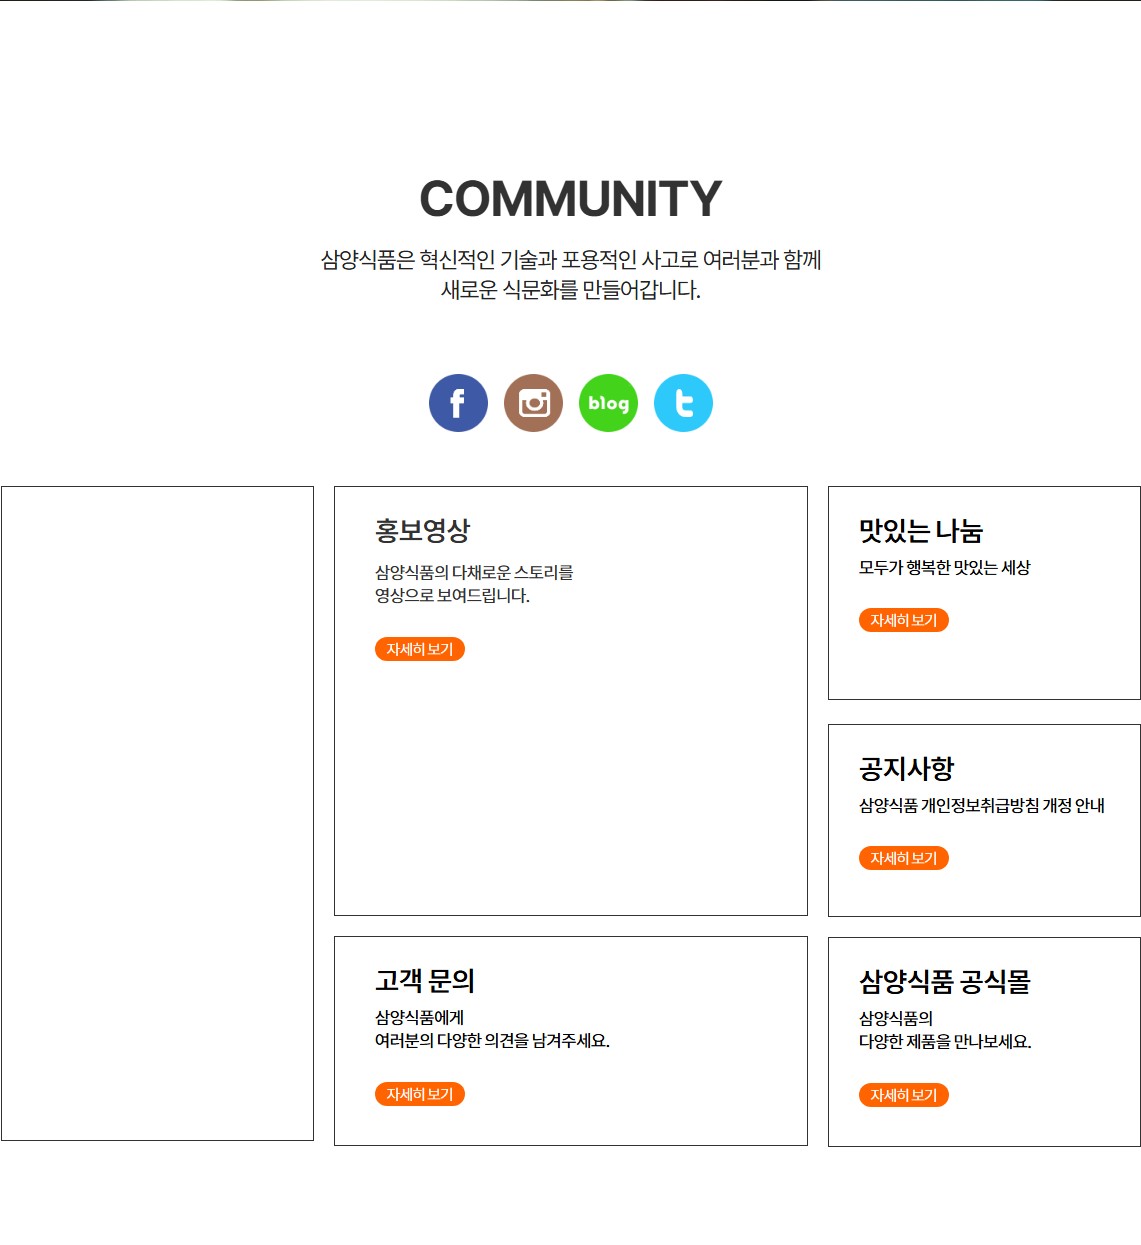 COMMUNITY
삼양식품은 혁신적인 기술과 포용적인 사고로 여러분과 함께
새로운 식문화를 만들어갑니다.
f
blog
t
홍보영상
삼양식품의 다채로운 스토리를
영상으로 보여드립니다.
자세히 보기
맛있는 나눔
모두가 행복한 맛있는 세상
자세히 보기
공지사항
삼양식품 개인정보취급방침 개정 안내
자세히 보기
고객 문의
삼양식품에게
여러분의 다양한 의견을 남겨주세요.
자세히 보기
삼양식품 공식몰
삼양식품의
다양한 제품을 만나보세요.
자세히 보기